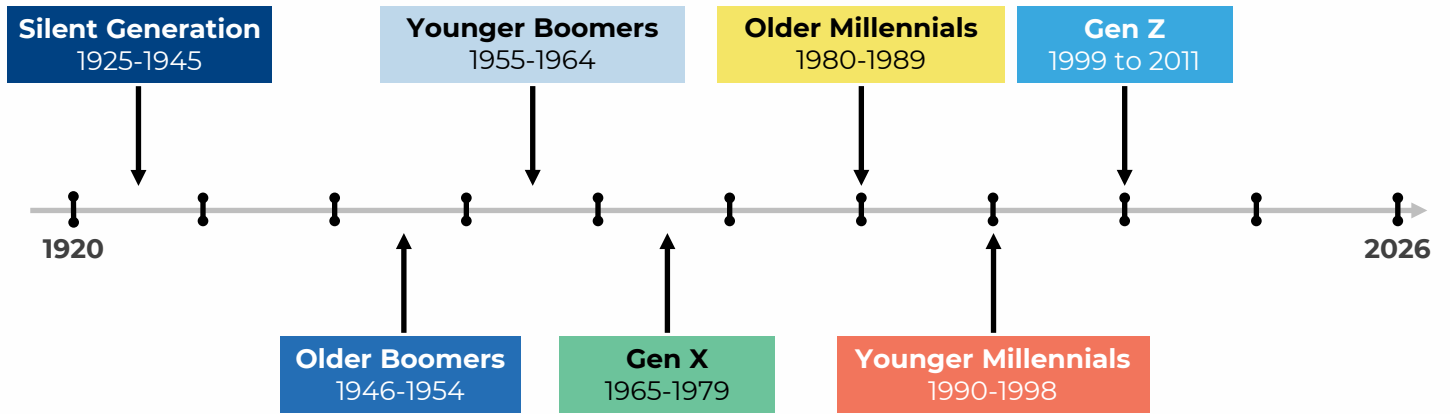 Silent Generation
1925-1945
Younger Boomers
1955-1964
Older Millennials
1980-1989
Gen Z
1999 to 2011
1920
2026
Older Boomers
1946-1954
Gen X
1965-1979
Younger Millennials
1990-1998